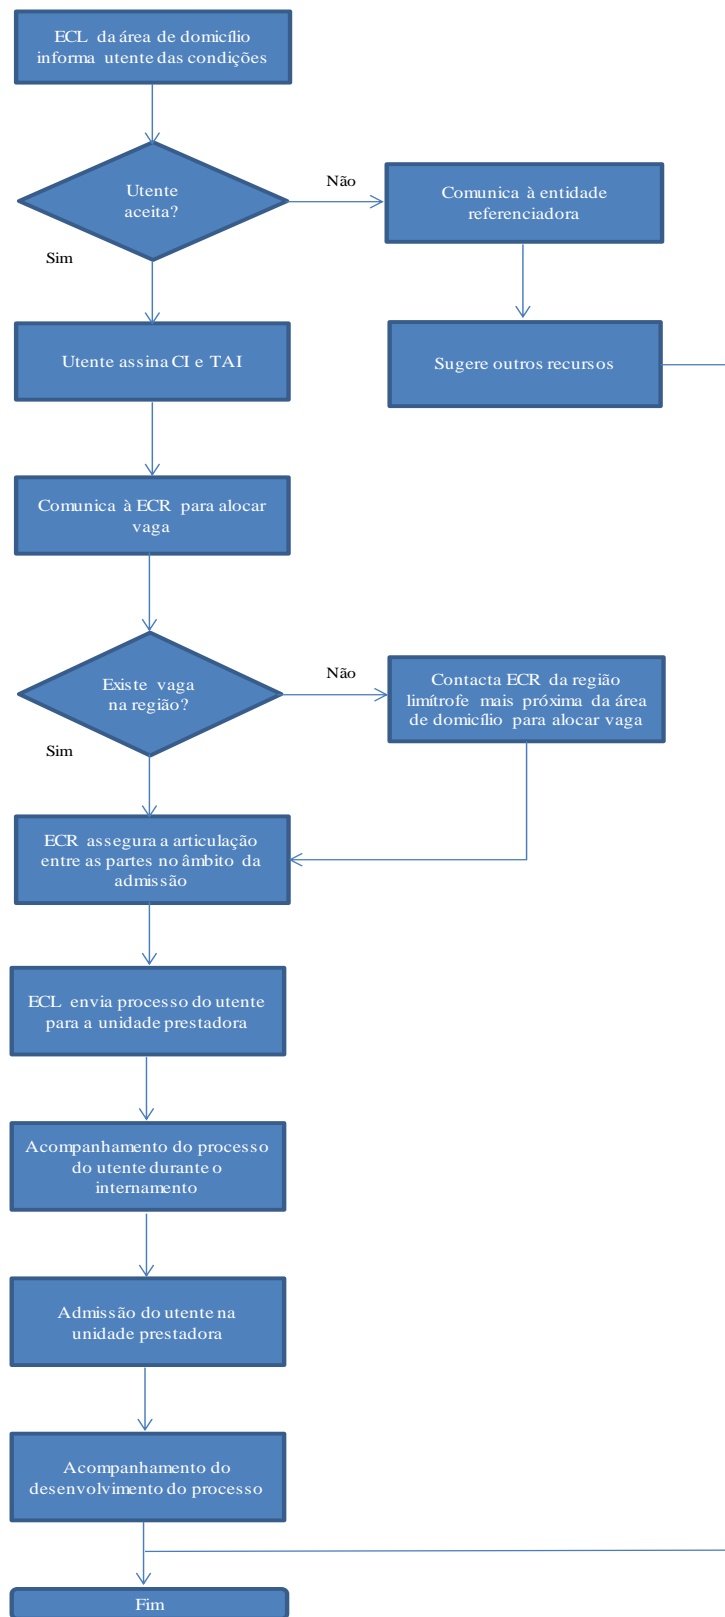 ECL da área de domicílio
informa utente das condições
Utente
aceita?
Não
Comunica à entidade
referenciadora
Sim
Utente assina CI e TAI
Sugere outros recursos
Comunica à ECR para alocar
vaga
Existe vaga
na região?
Não
Contacta ECR da região
limítrofe mais próxima da área
de domicílio para alocar vaga
Sim
ECR assegura a articulação
entre as partes no âmbito da
admissão
ECL envia processo do utente
para a unidade prestadora
Acompanhamento do processo
do utente durante o
internamento
Admissão do utente na
unidade prestadora
Acompanhamento do
desenvolvimento do processo
Fim